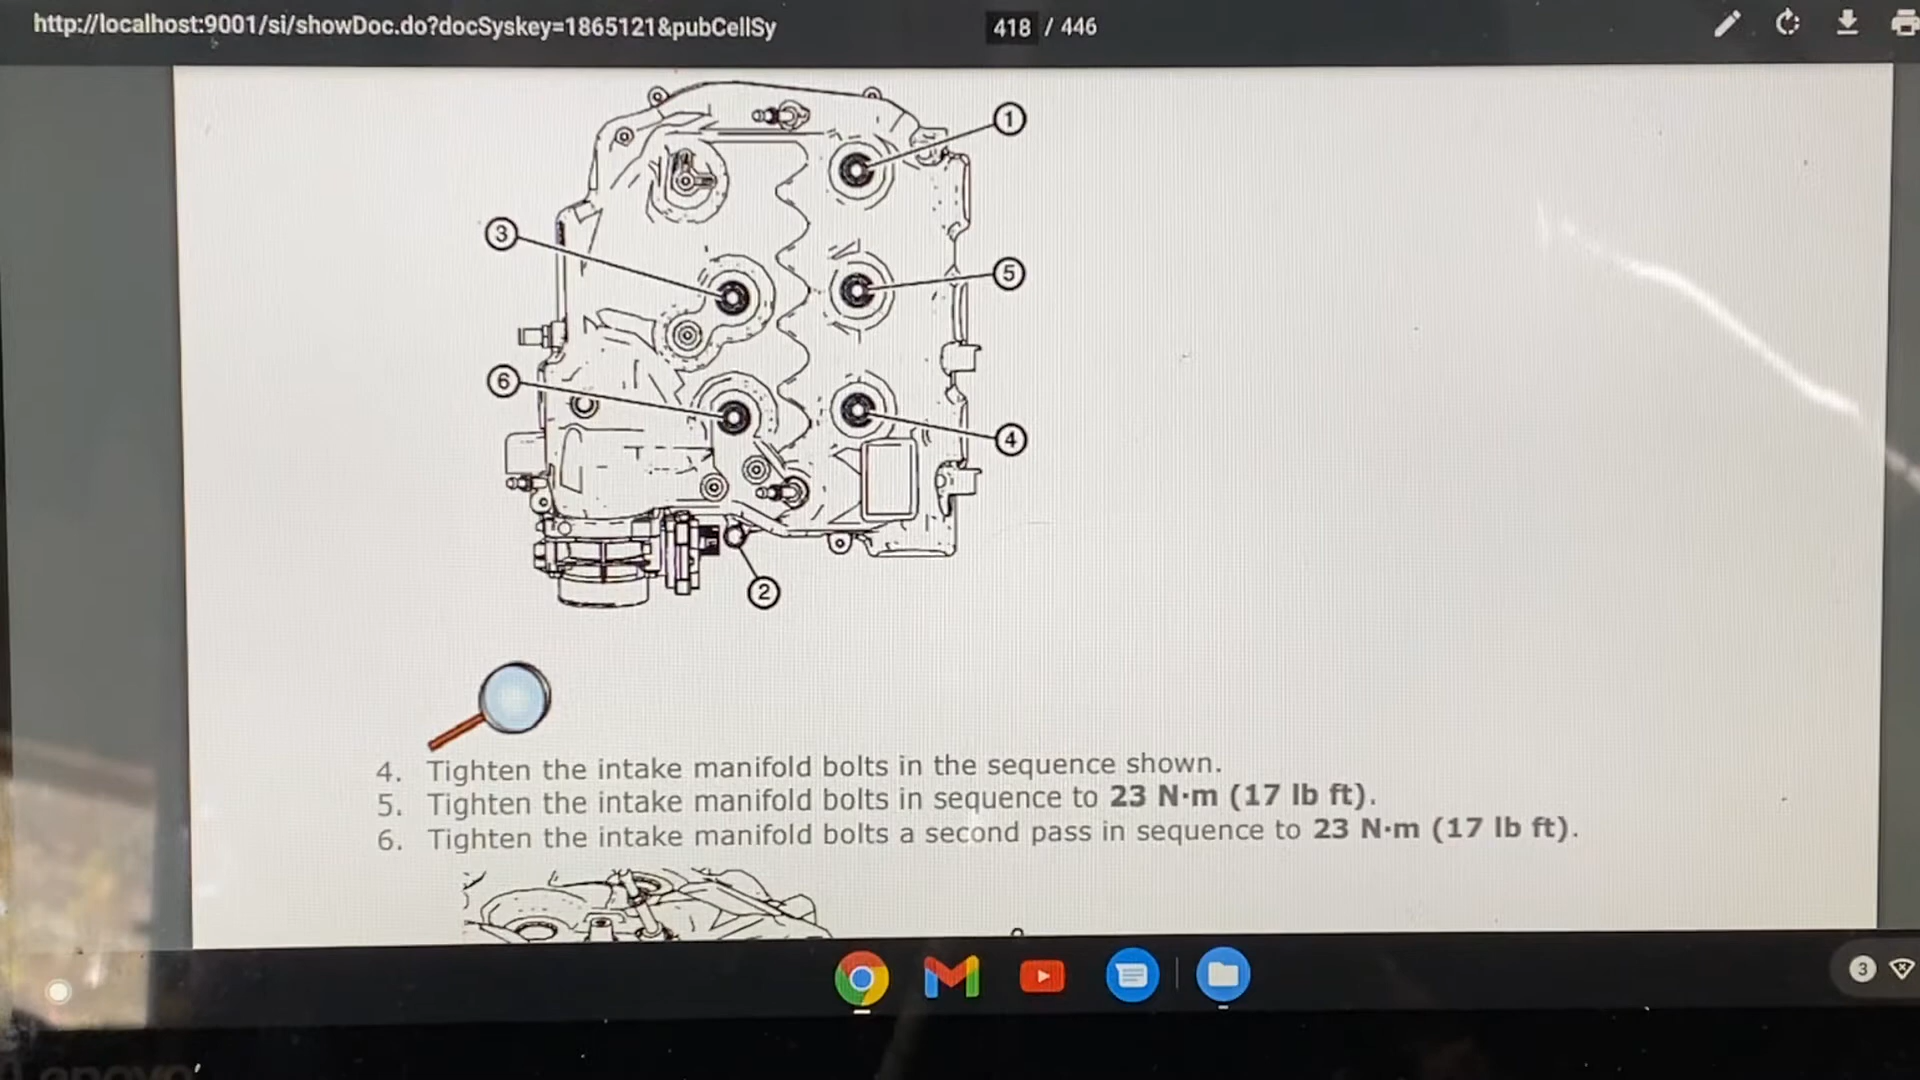 http://localhost:9001/si/showDoc.do?docSyskey=1865121&pubCellSy
418 / 446
1
3
5
6
4
2
4. Tighten the intake manifold bolts in the sequence shown.
5. Tighten the intake manifold bolts in sequence to 23 N·m (17 lb ft).
6. Tighten the intake manifold bolts a second pass in sequence to 23 N·m (17 lb ft).
3